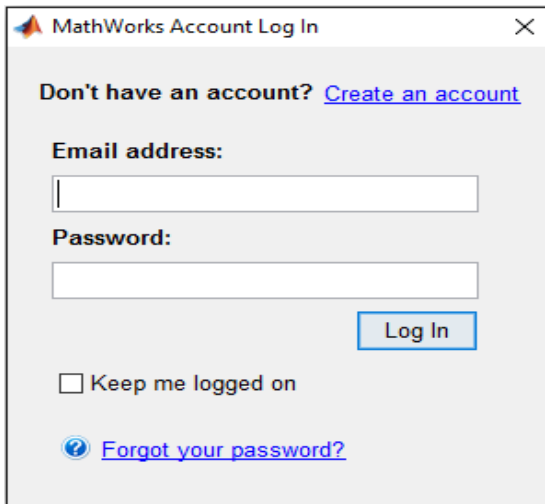 MathWorks Account Log In
Don't have an account? Create an account
Email address:
Password:
Log In
Keep me logged on
Forgot your password?